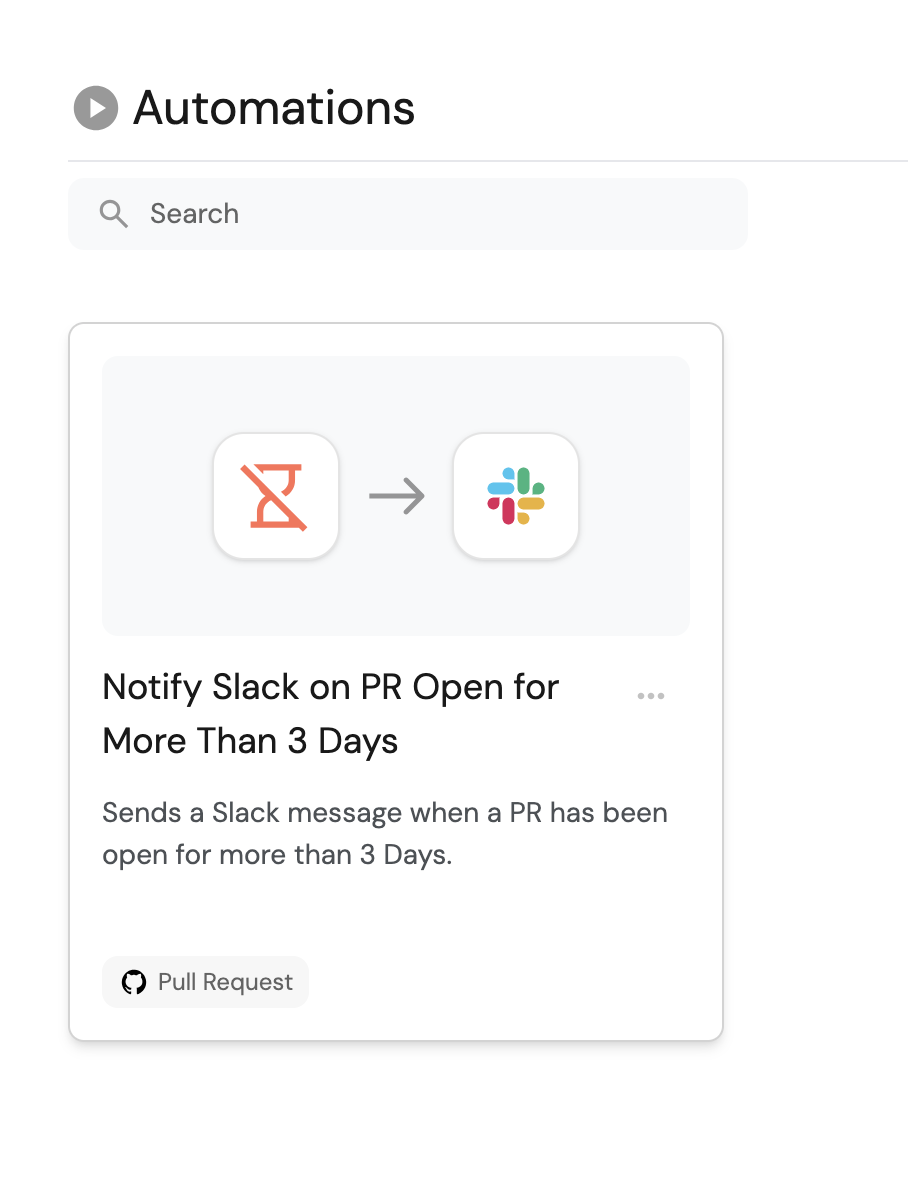 Automations
Search
Notify Slack on PR Open for
More Than 3 Days
Sends a Slack message when a PR has been
open for more than 3 Days.
Pull Request